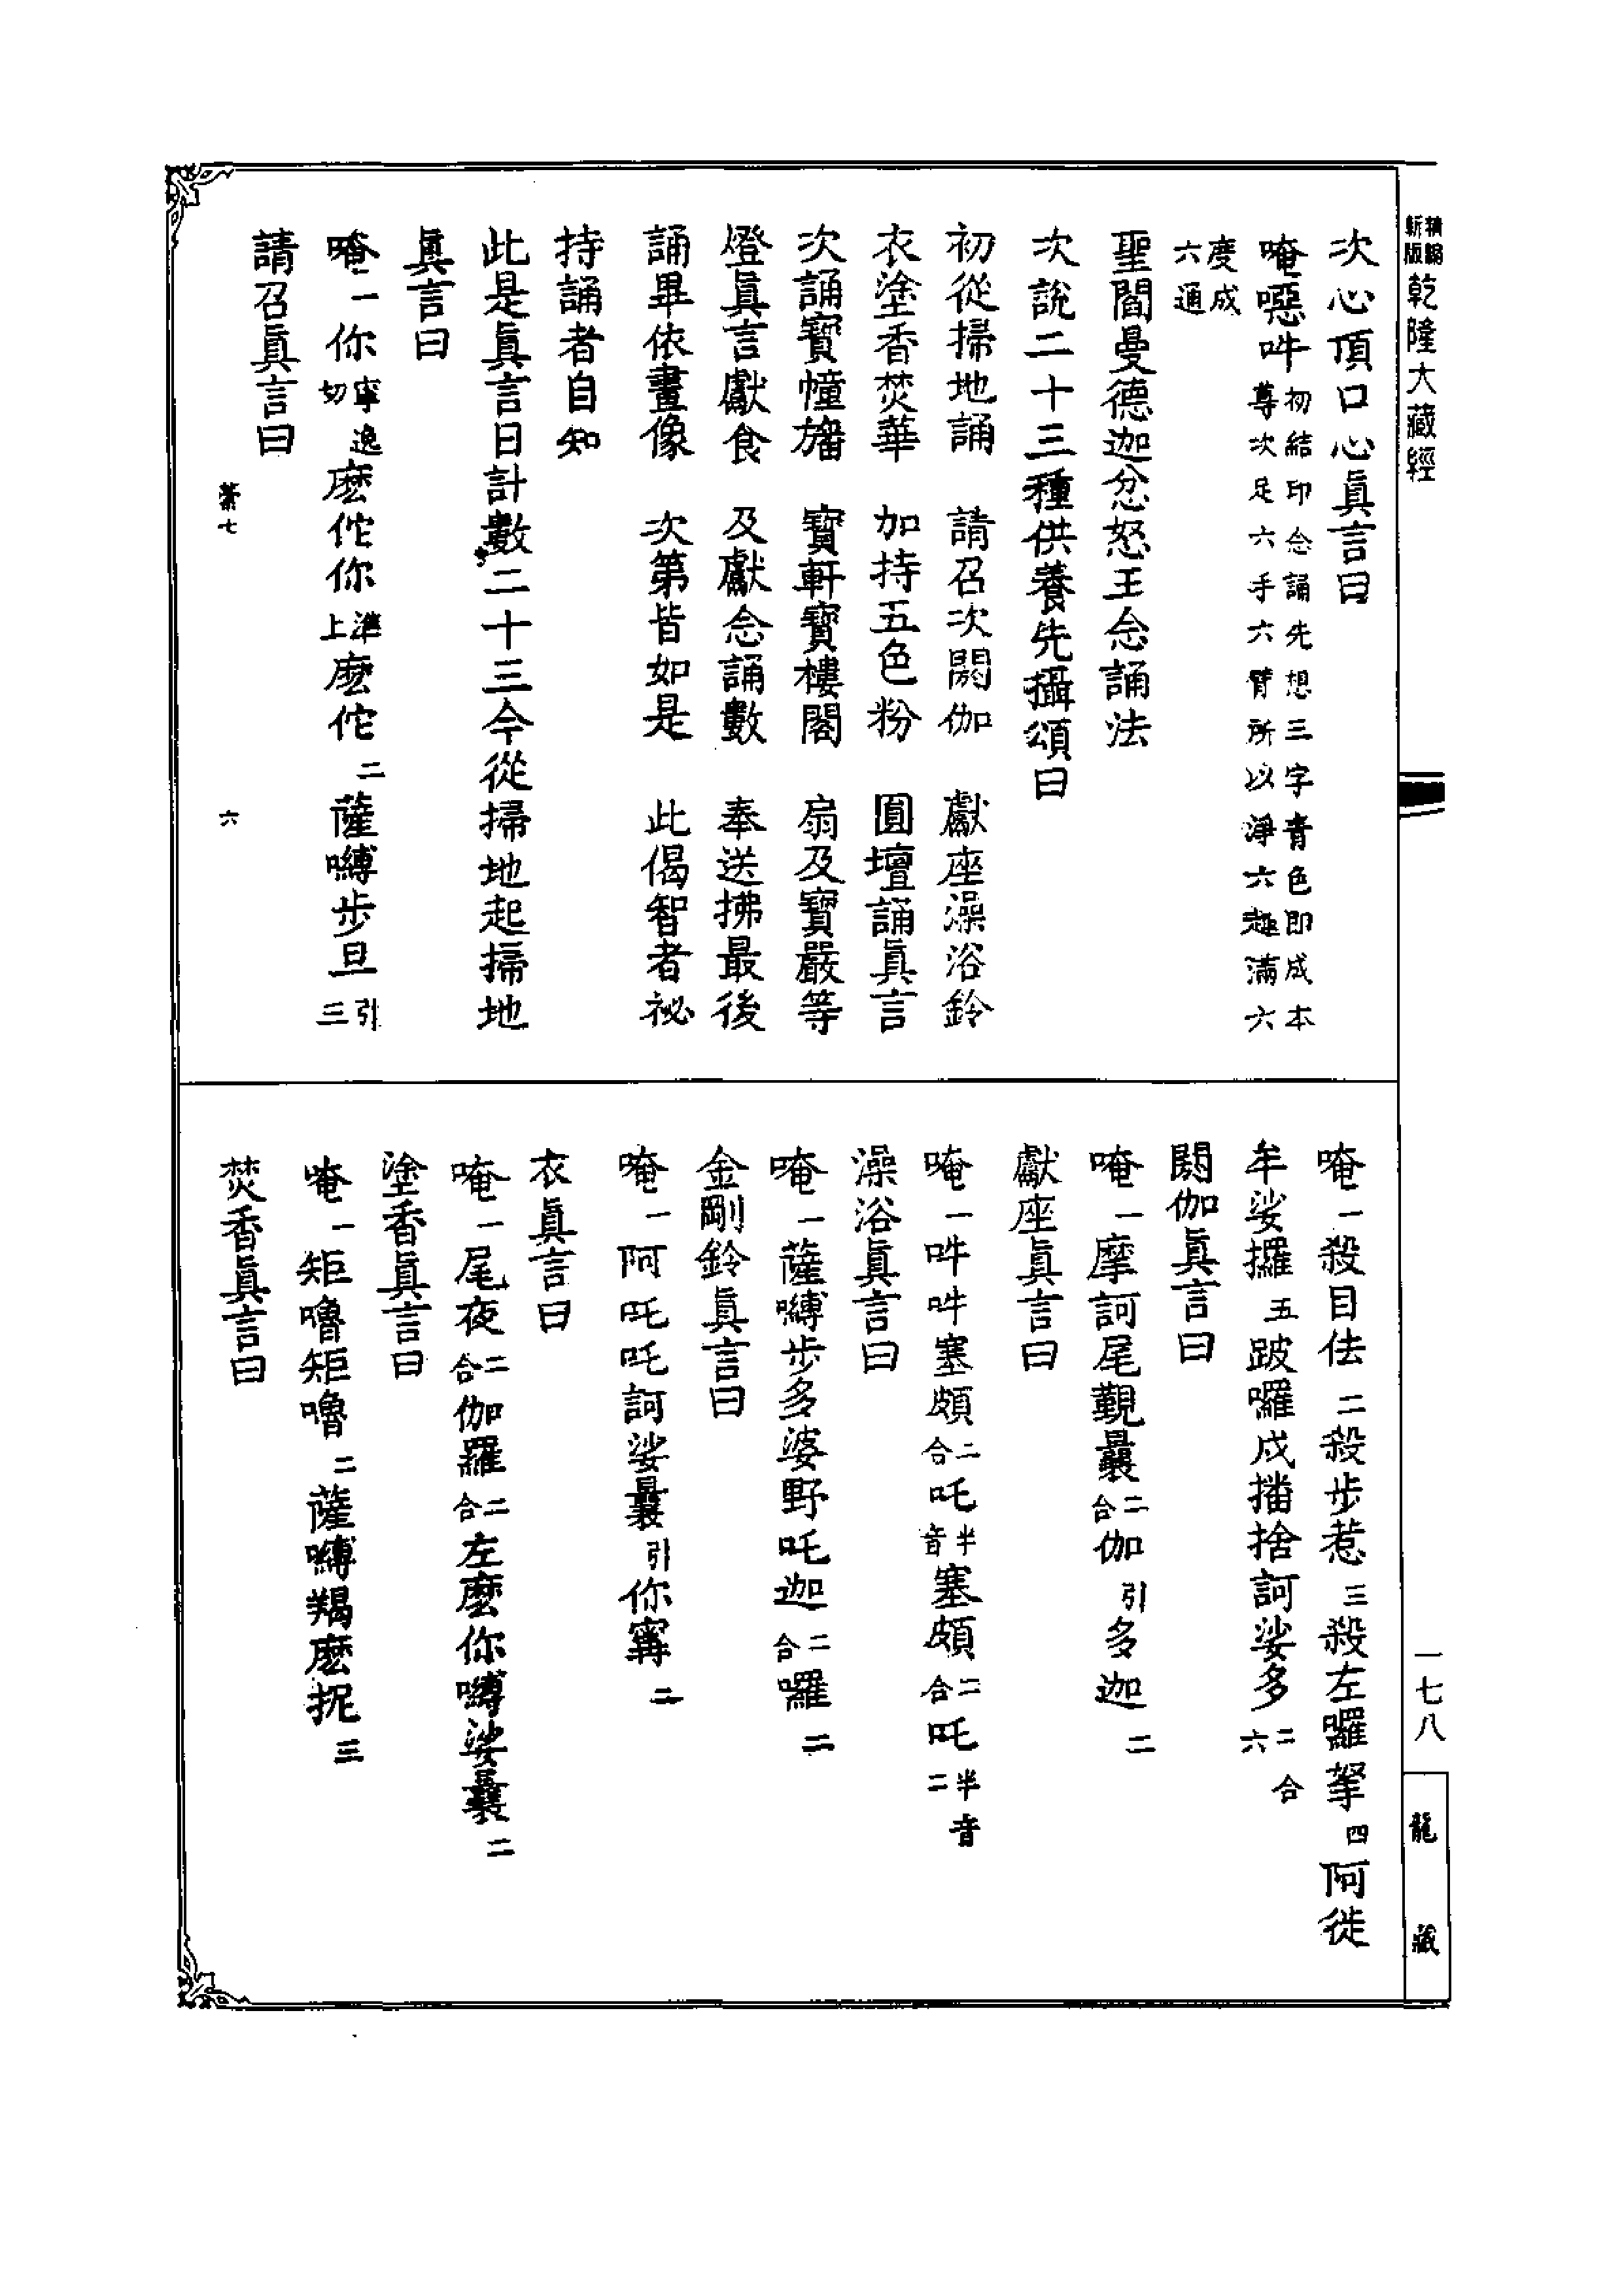 新版精編乾隆大藏經
次心頂口心眞言曰
唵噁吽初結印念誦先想三字青色即成本尊次足六手六臂所以淨六趣滿六
度成六通
聖閻曼德迦忿怒王念誦法
次說二十三種供養先攝頌曰
初從掃地誦　請召次閼伽　獻座澡浴鈴
衣塗香焚華　加持五色粉　圓壇誦眞言
次誦寶幢旛　寶軒寶樓閣　扇及寶嚴等
燈眞言獻食　及獻念誦數　奉送拂最後
誦畢依畫像　次第皆如是　此偈智者祕
持誦者自知
此是眞言曰計數二十三今從掃地起掃地
眞言曰
唵一你寧逸切麽佗你準上麽佗二薩嚩步旦引三
請召眞言曰
七
六
唵一殺目佉二殺步惹三殺左囉拏四阿徙
牟娑攞五跛囉戍播捨訶娑多二合六
閼伽眞言曰
唵一摩訶尾覲曩二合伽引多迦二
獻座眞言曰
唵一吽吽塞頗二合吒半音塞頗二合吒半音二
澡浴眞言曰
唵一薩嚩步多婆野吒迦二合囉二
金剛鈴眞言曰
唵一阿吒吒訶娑曩引你寗二
衣眞言曰
唵一尾夜二合伽羅二合左麽你嚩娑曩二
塗香眞言曰
唵一矩嚕矩嚕二薩嚩羯麽抳三
焚香眞言曰
一七八
龍藏